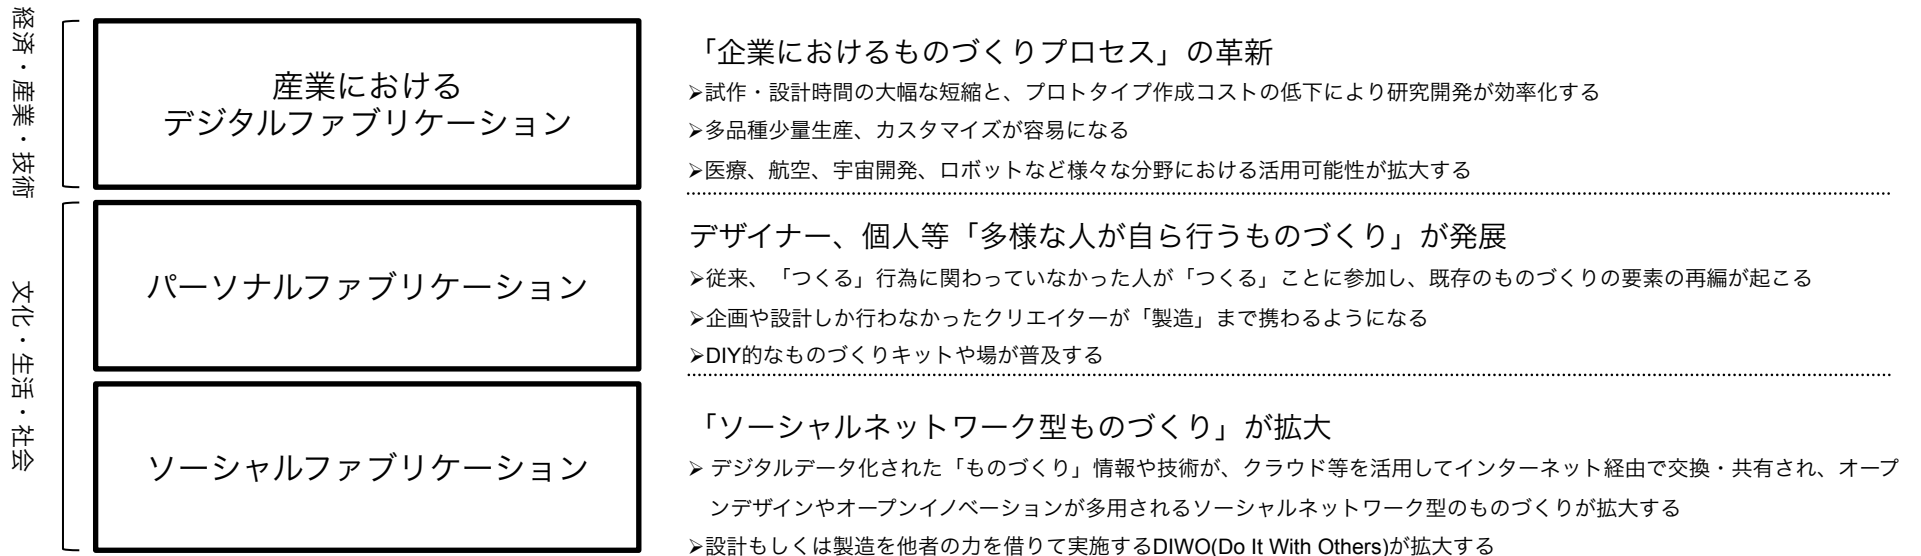 経済・産業・技術
産業における
デジタルファブリケーション
「企業におけるものづくりプロセス」の革新
➢試作・設計時間の大幅な短縮と、プロトタイプ作成コストの低下により研究開発が効率化する
➢多品種少量生産、カスタマイズが容易になる
➢医療、航空、宇宙開発、ロボットなど様々な分野における活用可能性が拡大する
文化・生活・社会
パーソナルファブリケーション
デザイナー、個人等「多様な人が自ら行うものづくり」が発展
➢従来、「つくる」行為に関わっていなかった人が「つくる」ことに参加し、既存のものづくりの要素の再編が起こる
➢企画や設計しか行わなかったクリエイターが「製造」まで携わるようになる
➢DIY的なものづくりキットや場が普及する
ソーシャルファブリケーション
「ソーシャルネットワーク型ものづくり」が拡大
➢ デジタルデータ化された「ものづくり」情報や技術が、クラウド等を活用してインターネット経由で交換・共有され、オープ
ンデザインやオープンイノベーションが多用されるソーシャルネットワーク型のものづくりが拡大する
➢設計もしくは製造を他者の力を借りて実施するDIWO(Do It With Others)が拡大する